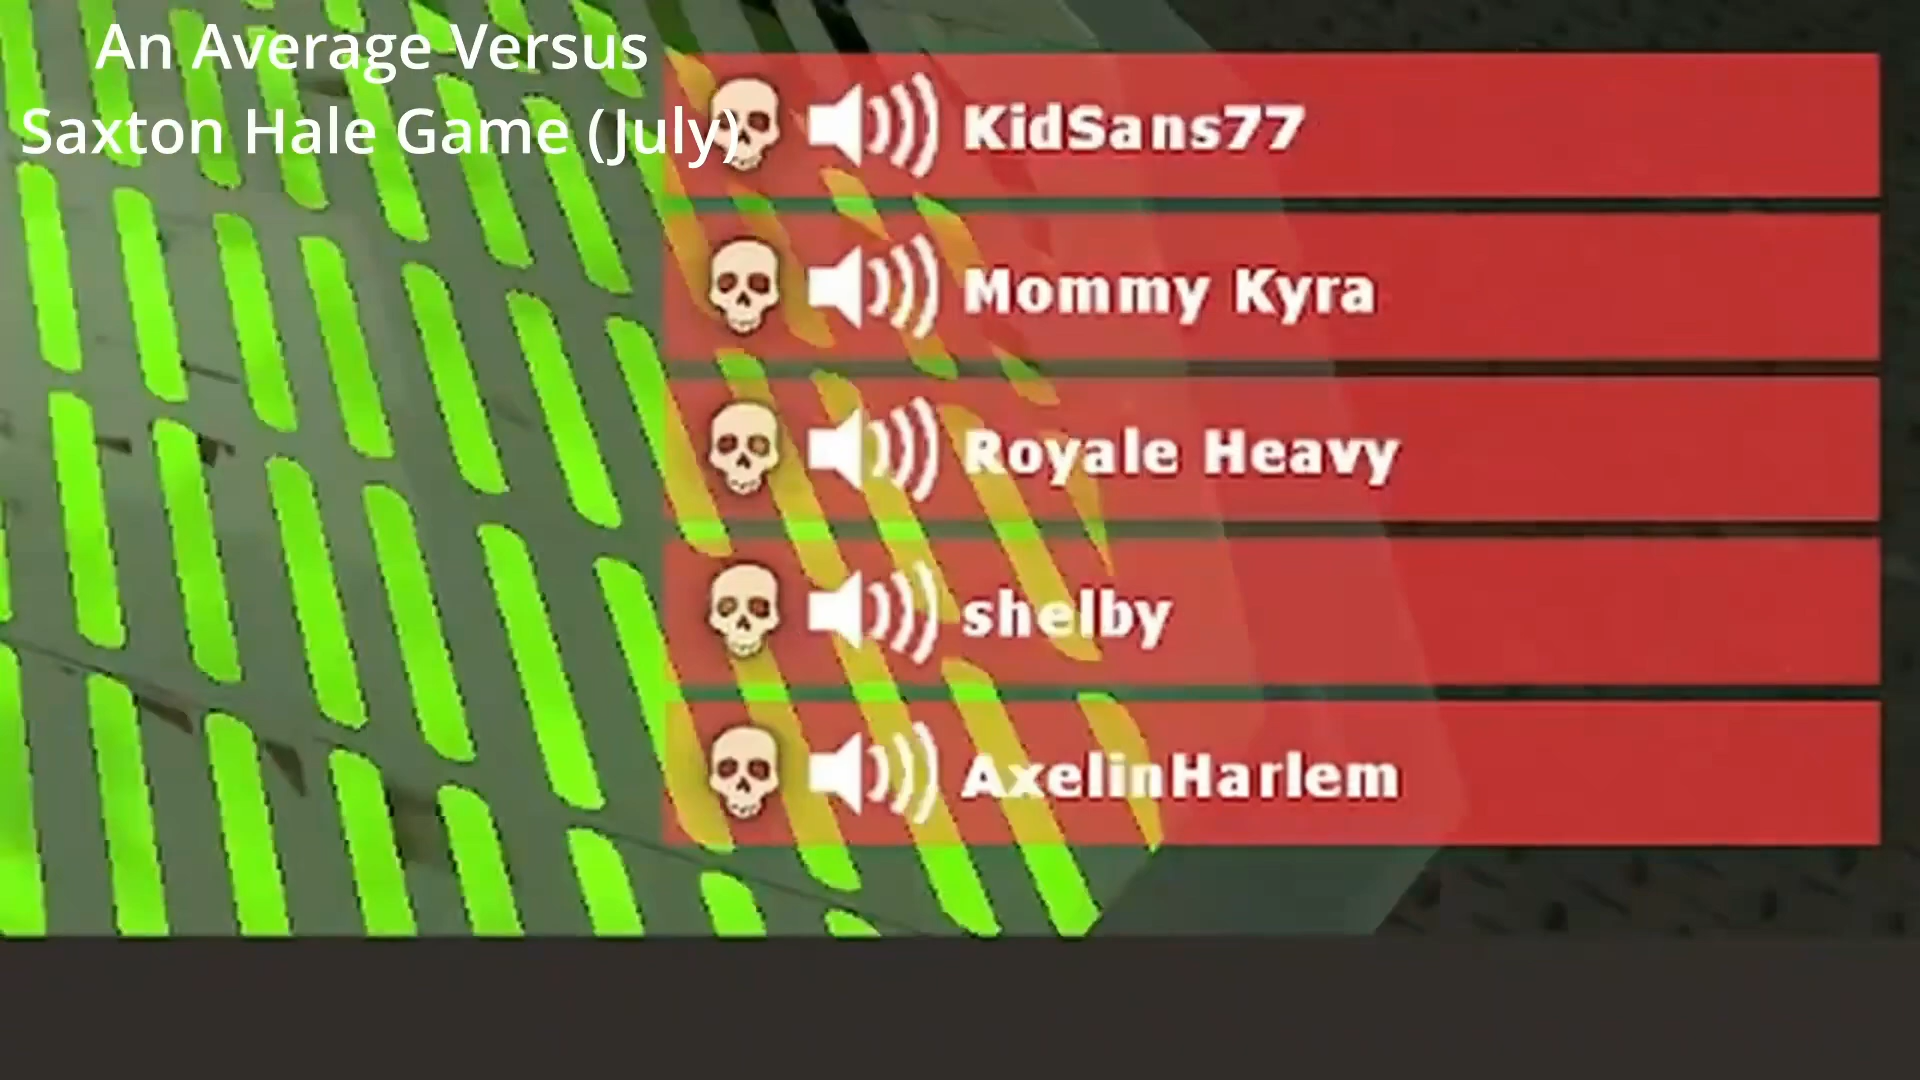 An Average Versus
Saxton Hale Game (July)
KidSans77
Mommy Kyra
Royale Heavy
shelby
AxelinHarlem